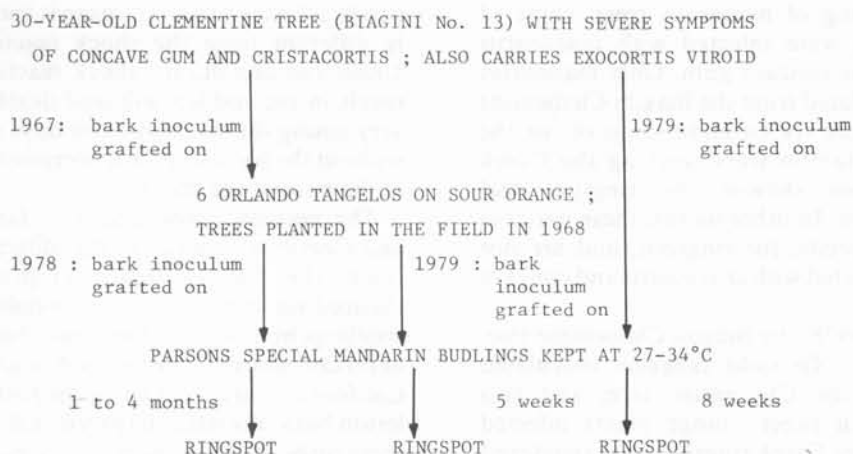 30-YEAR-OLD CLEMENTINE TREE (BIAGINI No. 13) WITH SEVERE SYMPTOMS
OF CONCAVE GUM AND CRISTACORTIS ; ALSO CARRIES EXOCORTIS VIROID
1967: bark inoculum
grafted on
1979: bark inoculum
grafted on
6 ORLANDO TANGELOS ON SOUR ORANGE ;
TREES PLANTED IN THE FIELD IN 1968
1978 : bark inoculum
grafted on
1979 : bark
inoculum
grafted on
PARSONS SPECIAL MANDARIN BUDLINGS KEPT AT 27-34°C
1 to 4 months
5 weeks
8 weeks
RINGSPOT
RINGSPOT
RINGSPOT